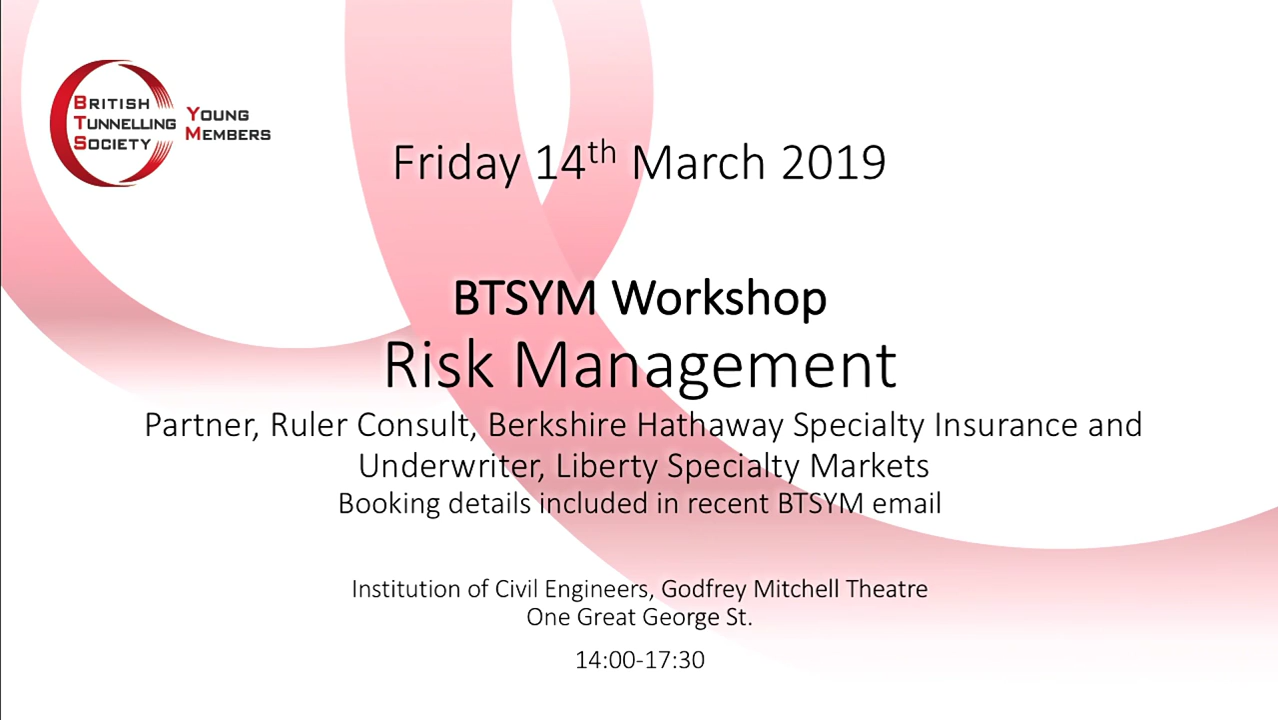 BRITISH
TUNNELLING
SOCIETY
YOUNG
MEMBERS
Friday 14th March 2019
BTSYM Workshop
Risk Management
Partner, Ruler Consult, Berkshire Hathaway Specialty Insurance and
Underwriter, Liberty Specialty Markets
Booking details included in recent BTSYM email
Institution of Civil Engineers, Godfrey Mitchell Theatre
One Great George St.
14:00-17:30